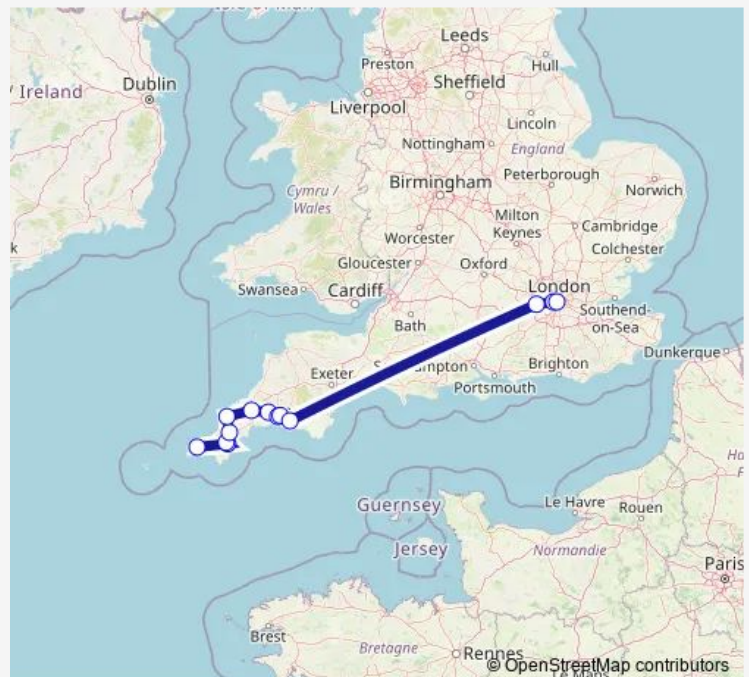 Leeds
Preston
Hull
Sheffield
Ireland
Dublin
Liverpool
Lincoln
Nottingham
England
Birmingham
Peterborough
Norwich
Cymru /
Wales
Milton
Keynes
Cambridge
Worcester
Colchester
Gloucester
Oxford
Swansea
Cardiff
London
Southend-
on-Sea
Bath
Dunkerque
Exeter
Brighton
Portsmouth
Guernsey
Le Havre
Rouen
Jersey
Normandie
Paris
Brest
Bretagne
Rennes
© OpenStreetMap contributors